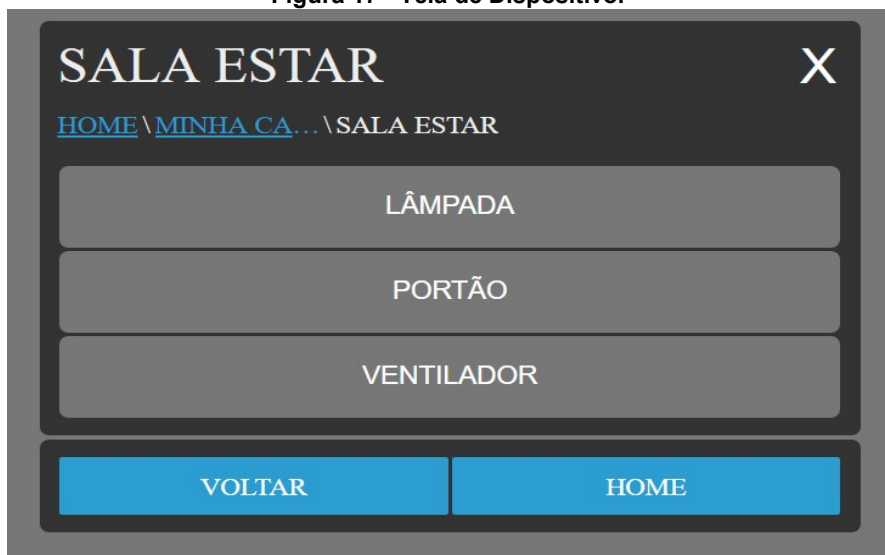 SALA ESTAR X
HOME\MINHA CA...\SALA ESTAR
LÂMPADA
PORTÃO
VENTILADOR
VOLTAR HOME